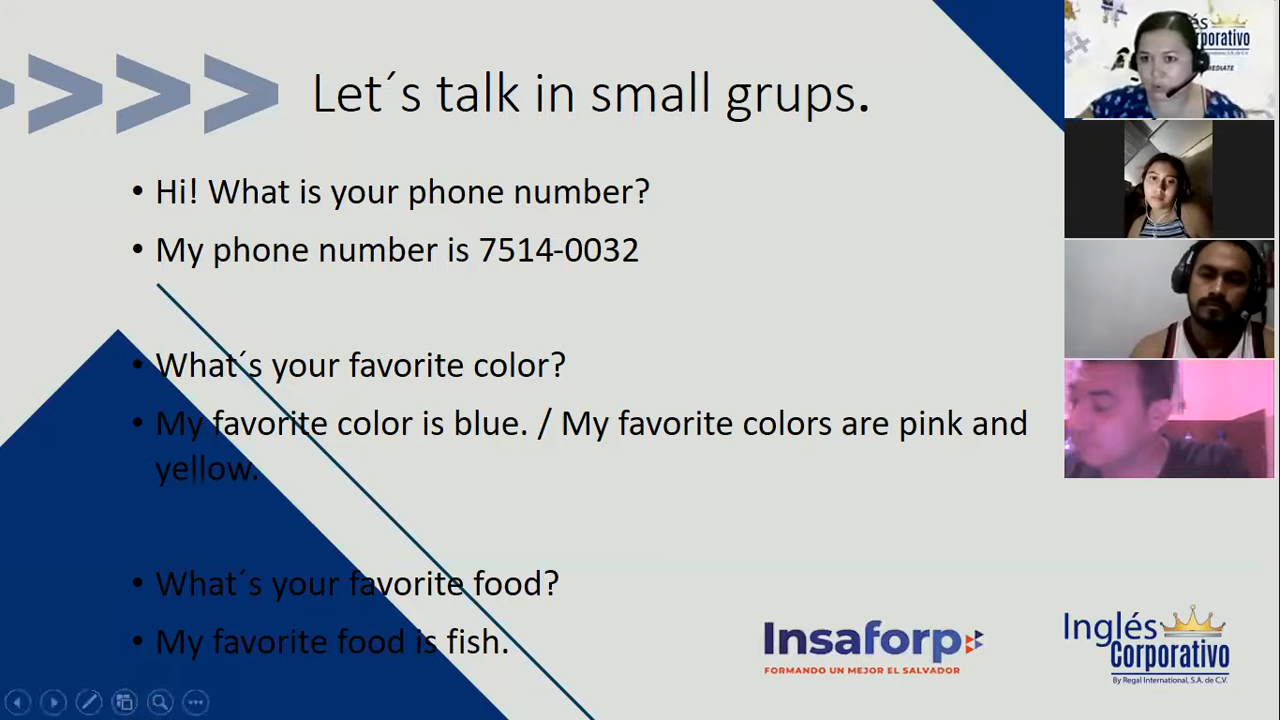 Let´s talk in small grups.
• Hi! What is your phone number?
• My phone number is 7514-0032
• What´s your favorite color?
• My favorite color is blue. / My favorite colors are pink and
yellow.
• What´s your favorite food?
• My favorite food is fish.
Insaforp
FORMANDO UN MEJOR EL SALVADOR
Inglés
Corporativo
By Regal International, S.A. de C.V.